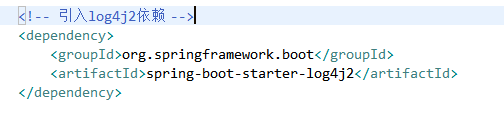 <!-- 引入log4j2依赖 -->
<dependency>
<groupId>org.springframework.boot</groupId>
<artifactId>spring-boot-starter-log4j2</artifactId>
</dependency>